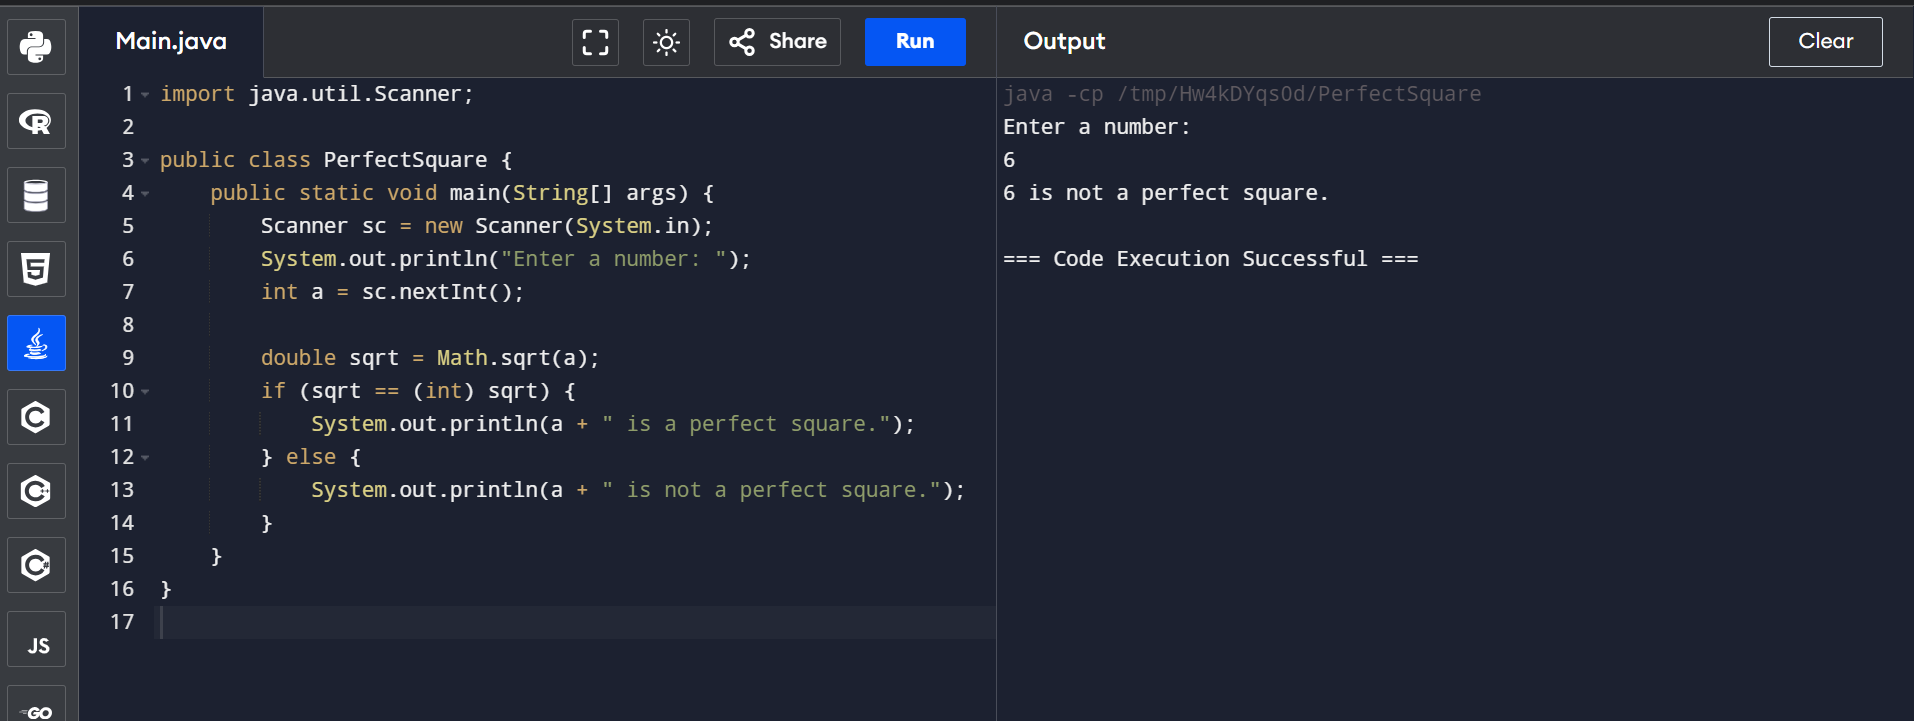 Main.java
Share
Run
Output
Clear
1 import java.util.Scanner;
2
3 public class PerfectSquare {
4     public static void main(String[] args) {
5         Scanner sc = new Scanner(System.in);
6         System.out.println("Enter a number: ");
7         int a = sc.nextInt();
8
9         double sqrt = Math.sqrt(a);
10         if (sqrt == (int) sqrt) {
11             System.out.println(a + " is a perfect square.");
12         } else {
13             System.out.println(a + " is not a perfect square.");
14         }
15     }
16 }
17
java -cp /tmp/Hw4kDYqsOd/PerfectSquare
Enter a number:
6
6 is not a perfect square.
=== Code Execution Successful ===
R
5
C
C++
C#
JS
GO